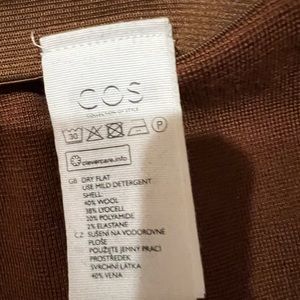 COS
COLLECTION OF STYLE
30
P
clevercare.info
GB DRY FLAT
USE MILD DETERGENT
SHELL:
40% WOOL
38% LYOCELL
20% POLYAMIDE
2% ELASTANE
CZ SUŠENÍ NA VODOROVNÉ
PLOŠE
POUŽIJTE JEMNÝ PRACÍ
PROSTŘEDEK
SVRCHNÍ LÁTKA
40% VLNA